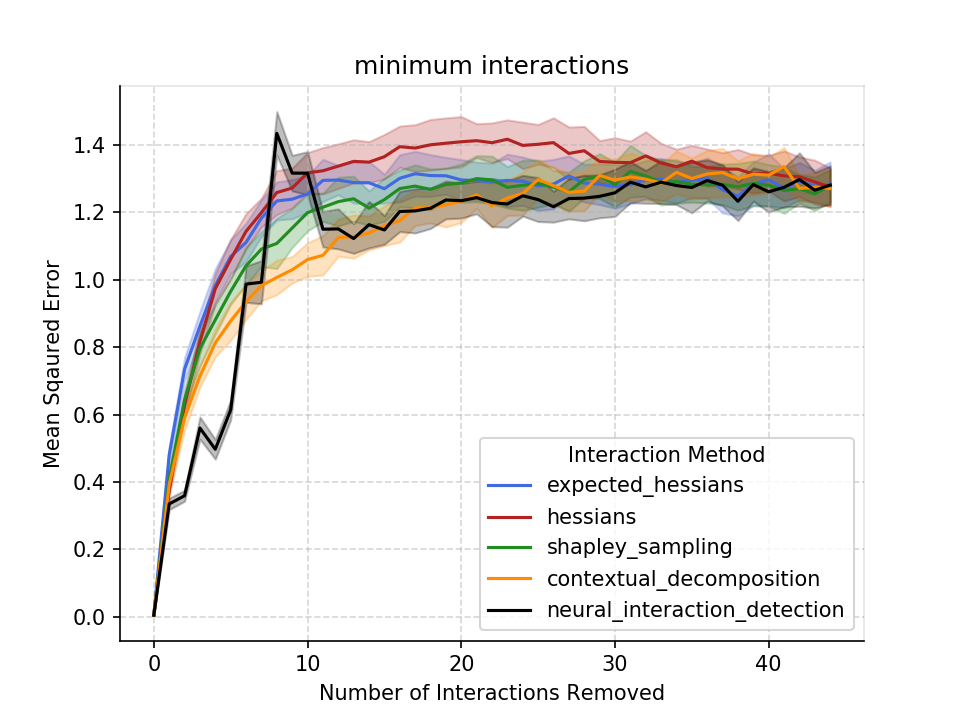 minimum interactions
Mean Sqaured Error
1.4
1.2
1.0
0.8
0.6
0.4
0.2
0.0
0 10 20 30 40
Number of Interactions Removed
Interaction Method
expected_hessians
hessians
shapley_sampling
contextual_decomposition
neural_interaction_detection